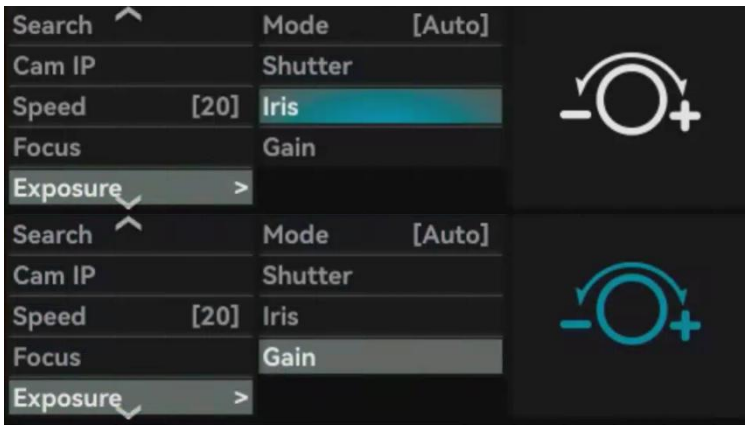 Search Mode [Auto]
Cam IP Shutter
Speed [20] Iris
Focus Gain
Exposure >
- +
Search Mode [Auto]
Cam IP Shutter
Speed [20] Iris
Focus Gain
Exposure >
- +